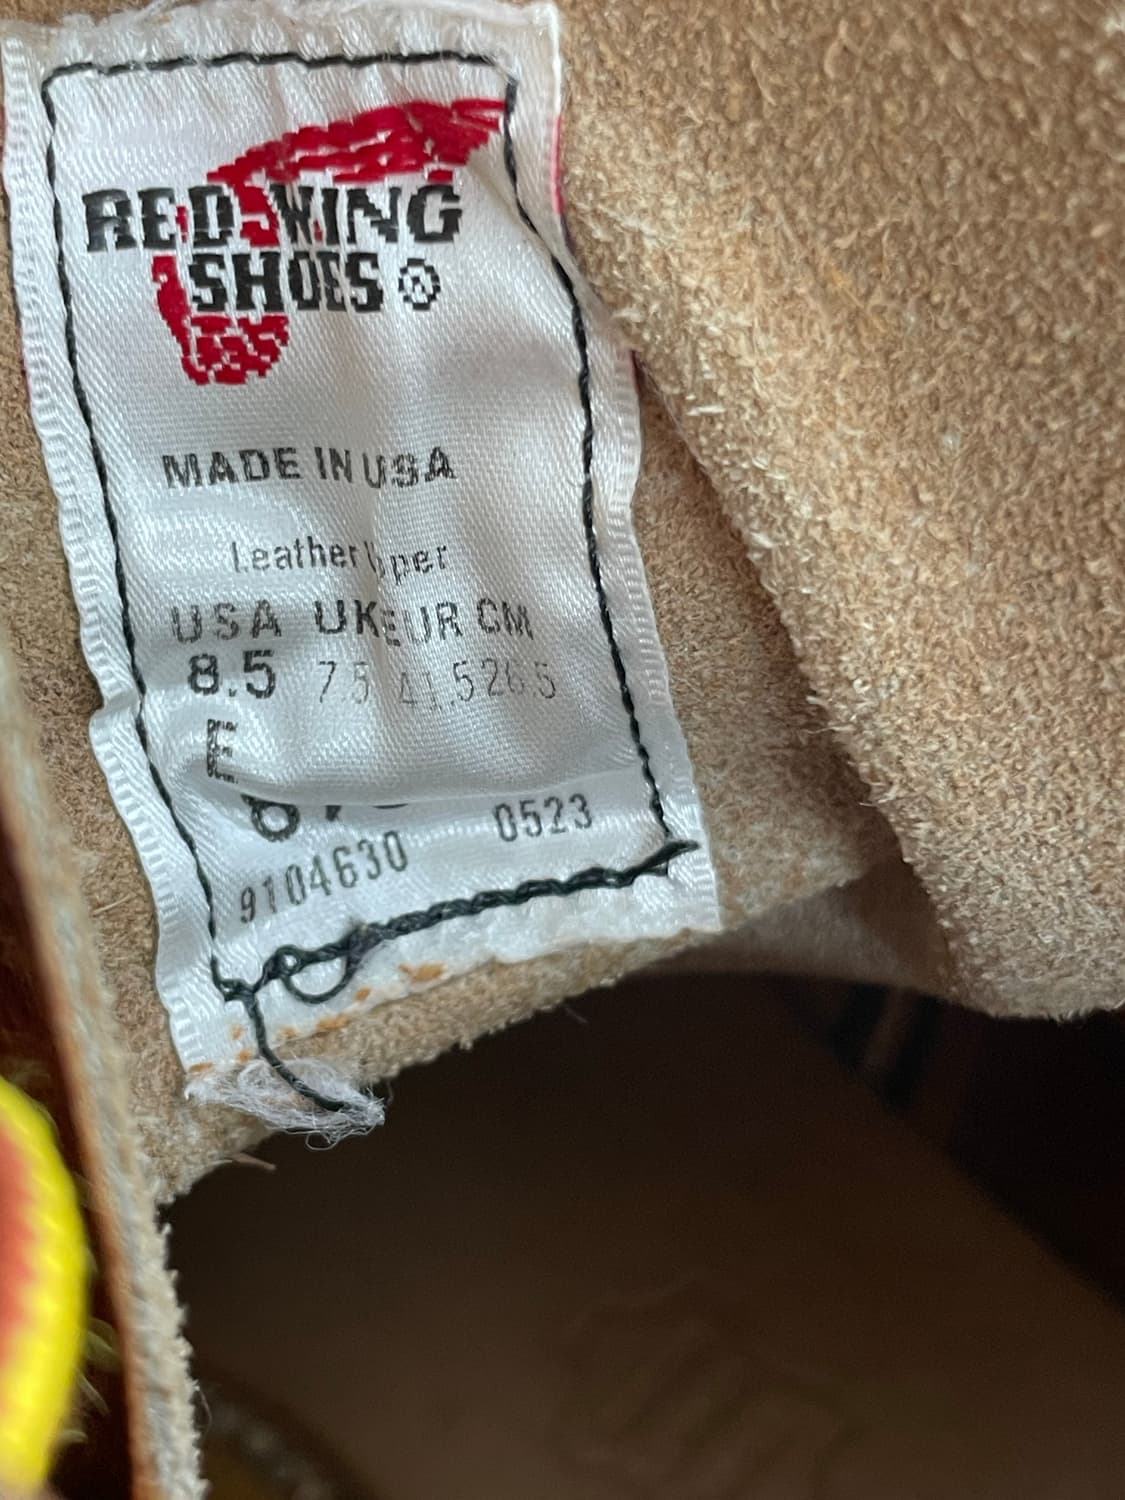 RED WING
SHOES ®
MADE IN USA
Leather Upper
USA UK EUR CM
8.5 7.5 41.5 26.5
E
0523
9104630